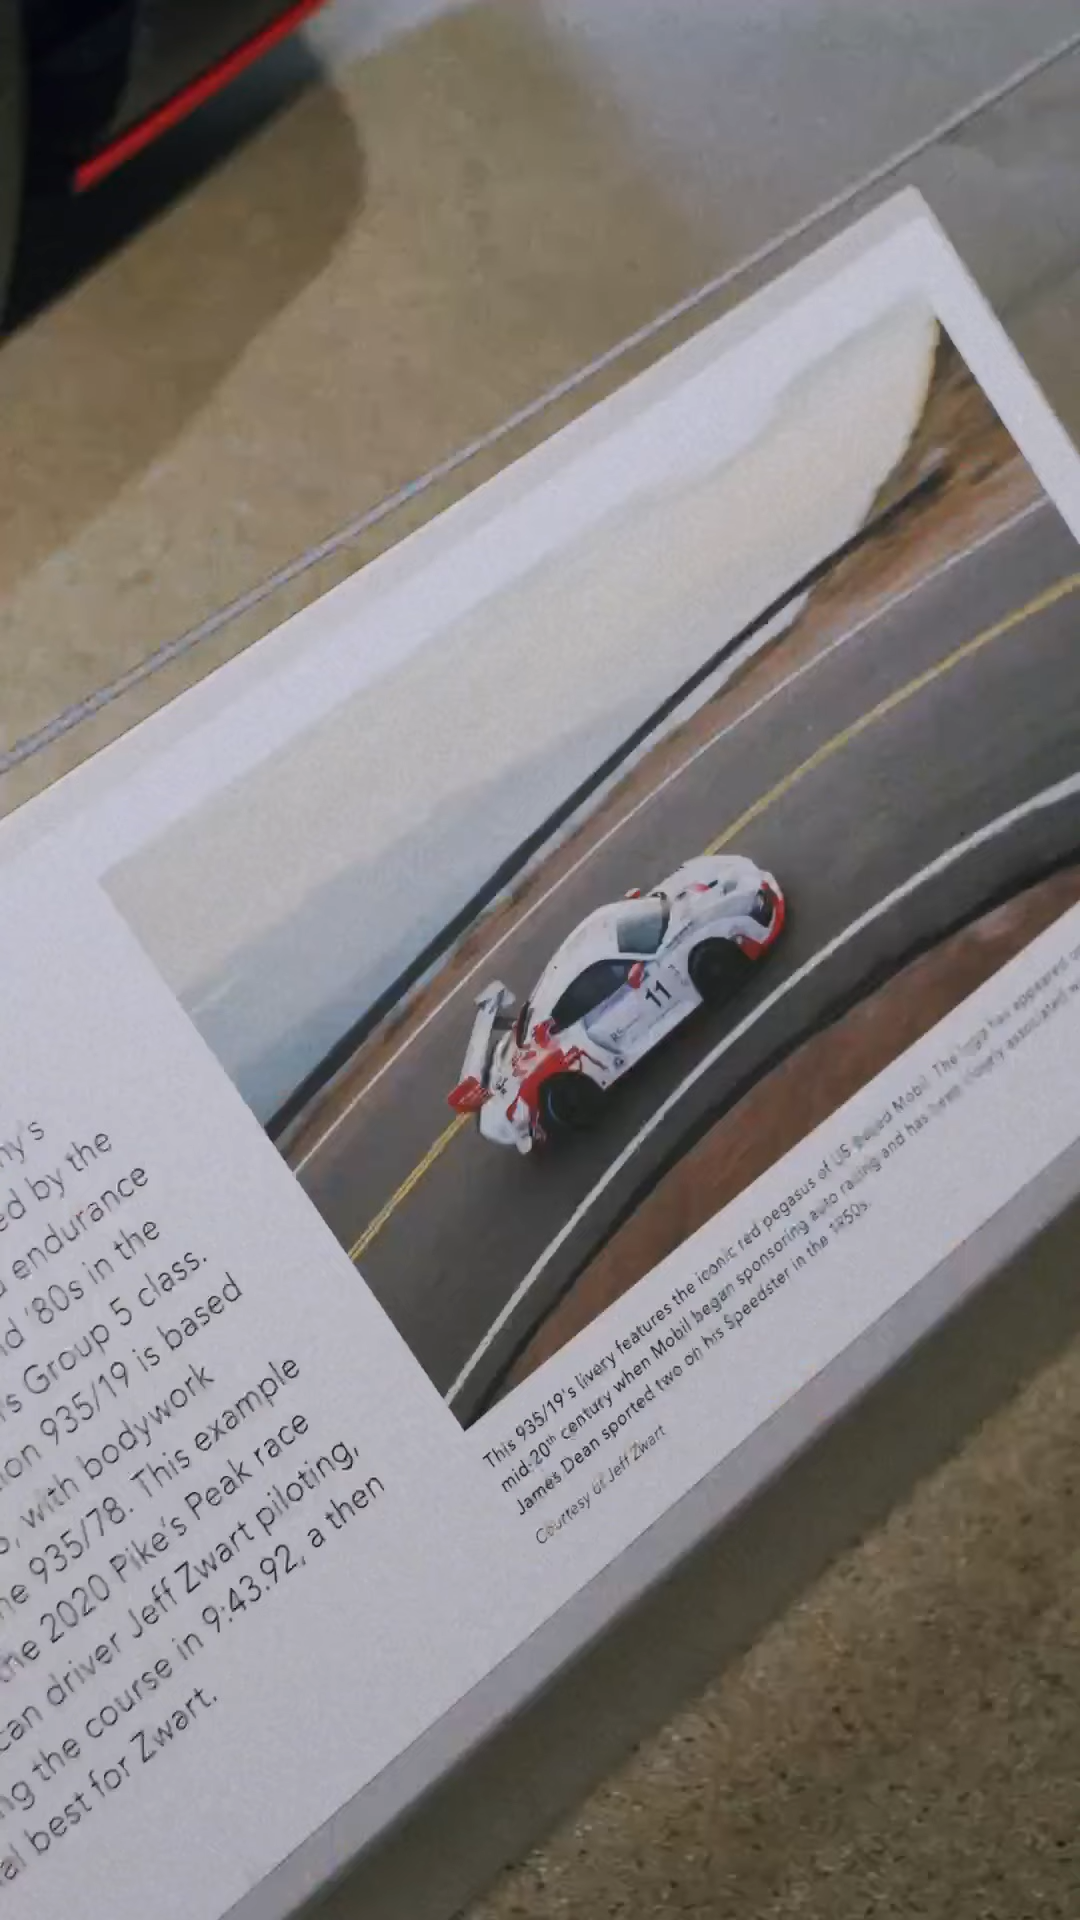 ny's
ed by the
endurance
nd '80s in the
's Group 5 class.
ion 935/19 is based
, with bodywork
he 935/78. This example
the 2020 Pike's Peak race
can driver Jeff Zwart piloting,
ng the course in 9:43.92, a then
al best for Zwart.
11
This 935/19's livery features the iconic red pegasus of US based Mobil. The logo has appeared
mid-20th century when Mobil began sponsoring auto racing and has been closely associated
James Dean sported two on his Speedster in the 1950s.
Courtesy of Jeff Zwart